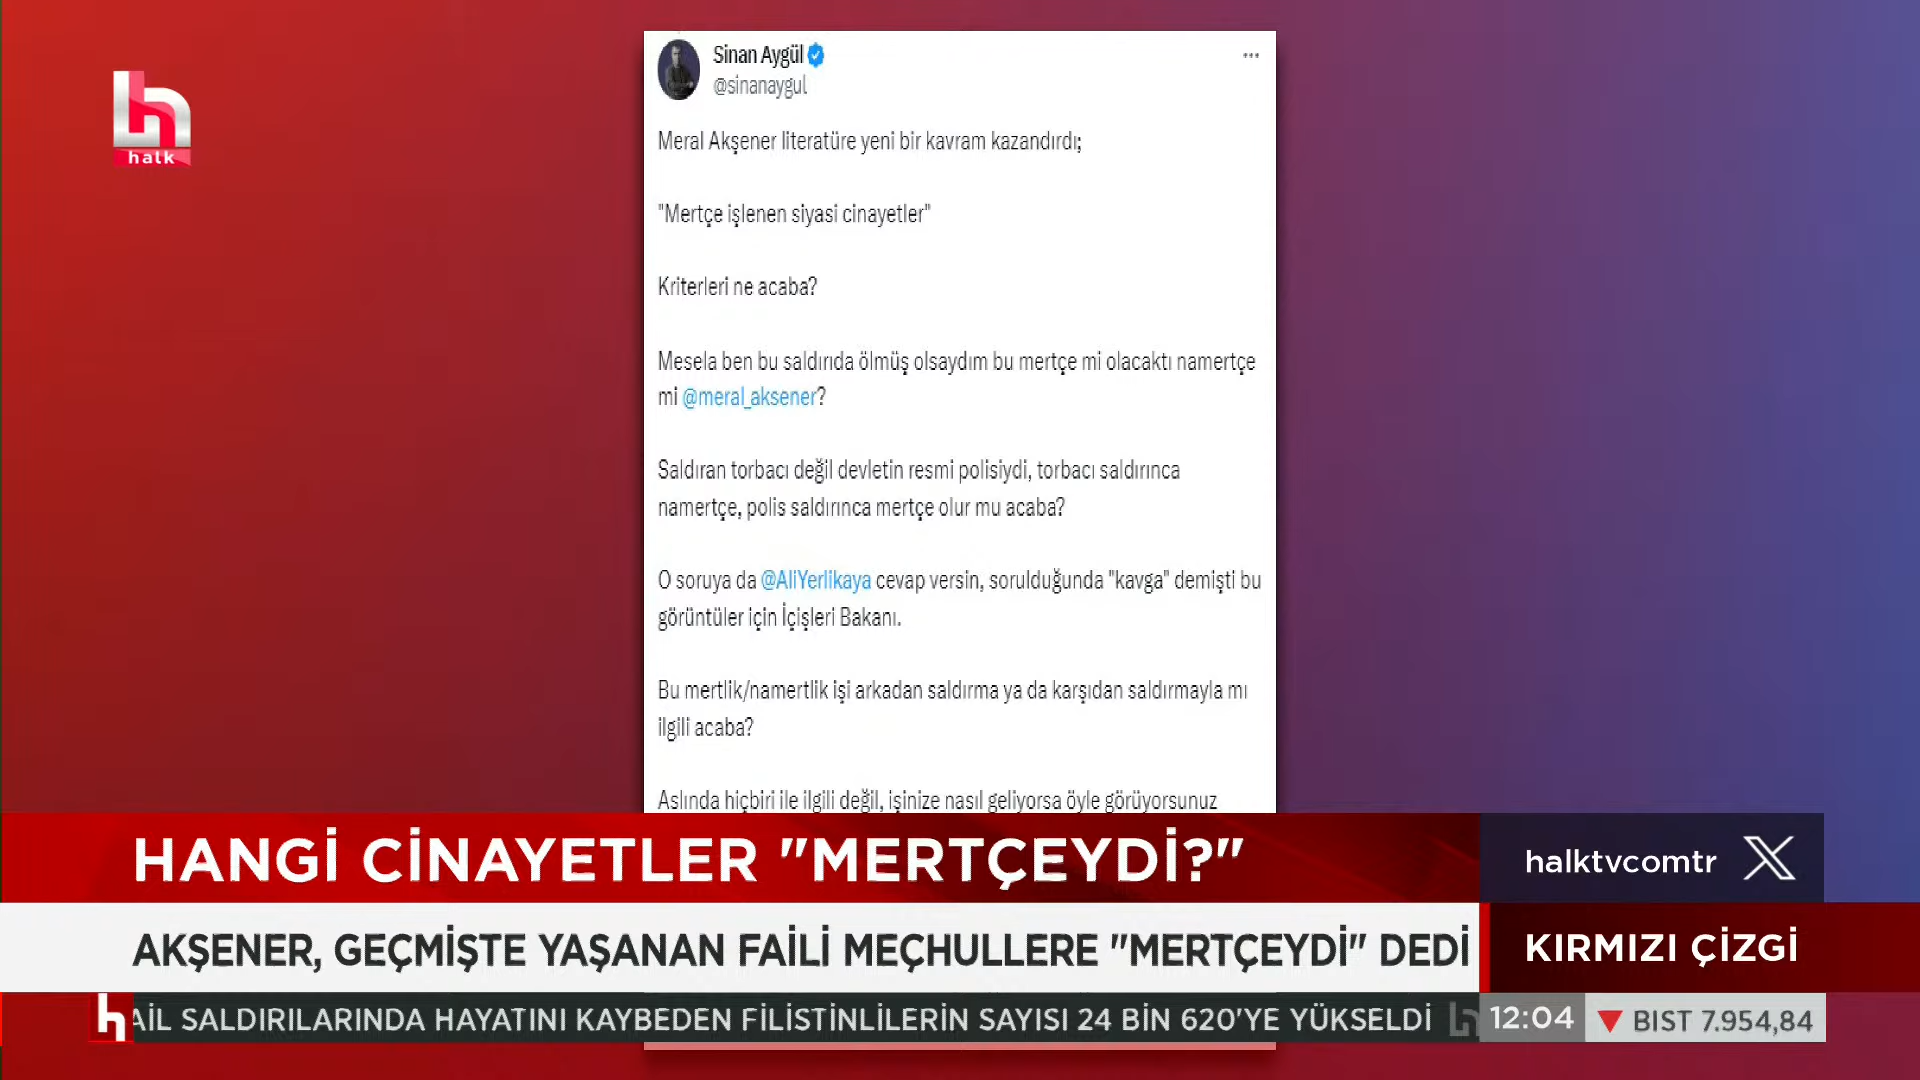 halk
Sinan Aygül
@sinanaygul
Meral Akşener literatüre yeni bir kavram kazandırdı;
"Mertçe işlenen siyasi cinayetler"
Kriterleri ne acaba?
Mesela ben bu saldırıda ölmüş olsaydım bu mertçe mi olacaktı namertçe
mi @meral_aksener?
Saldıran torbacı değil devletin resmi polisiydi, torbacı saldırınca
namertçe, polis saldırınca mertçe olur mu acaba?
O soruya da @AliYerlikaya cevap versin, sorulduğunda "kavga" demişti bu
görüntüler için İçişleri Bakanı.
Bu mertlik/namertlik işi arkadan saldırma ya da karşıdan saldırmayla mı
ilgili acaba?
Aslında hiçbiri ile ilgili değil, işinize nasıl geliyorsa öyle görüyorsunuz
HANGİ CİNAYETLER "MERTÇEYDİ?"
halktvcomtr X
AKŞENER, GEÇMİŞTE YAŞANAN FAİLİ MEÇHULLERE "MERTÇEYDİ" DEDİ
KIRMIZI ÇİZGİ
AİL SALDIRILARINDA HAYATINI KAYBEDEN FİLİSTİNLİLERİN SAYISI 24 BİN 620'YE YÜKSELDİ
12:04
BIST 7.954,84